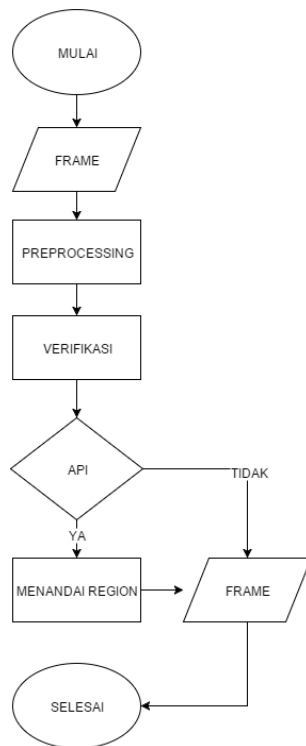 MULAI
FRAME
PREPROCESSING
VERIFIKASI
API
TIDAK
YA
MENANDAI REGION
FRAME
SELESAI